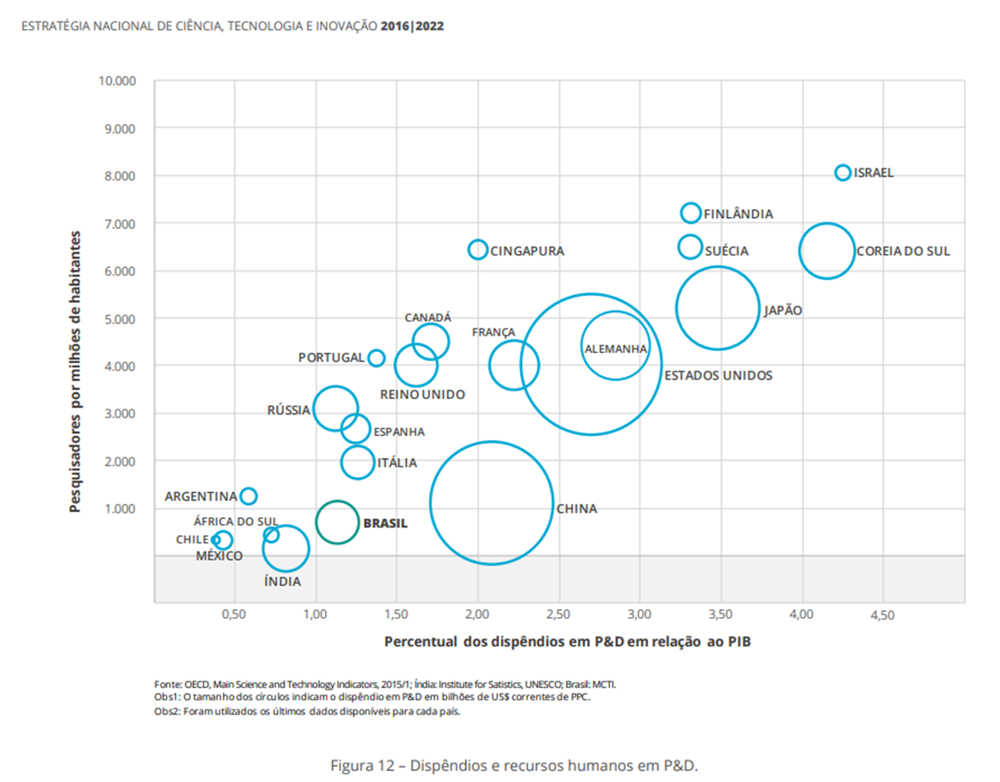 ESTRATÉGIA NACIONAL DE CIÊNCIA, TECNOLOGIA E INOVAÇÃO 2016|2022
10.000
9.000
8.000
7.000
6.000
5.000
4.000
3.000
2.000
1.000
Pesquisadores por milhões de habitantes
ISRAEL
FINLÂNDIA
SUÉCIA
CINGAPURA
COREIA DO SUL
JAPÃO
CANADÁ
FRANÇA
ALEMANHA
PORTUGAL
ESTADOS UNIDOS
REINO UNIDO
RÚSSIA
ESPANHA
ITÁLIA
ARGENTINA
CHINA
ÁFRICA DO SUL
BRASIL
CHILE
MÉXICO
ÍNDIA
0,50 1,00 1,50 2,00 2,50 3,00 3,50 4,00 4,50
Percentual dos dispêndios em P&D em relação ao PIB
Fonte: OECD, Main Science and Technology Indicators, 2015/1; Índia: Institute for Satistics, UNESCO; Brasil: MCTI.
Obs1: O tamanho dos círculos indicam o dispêndio em P&D em bilhões de US$ correntes de PPC.
Obs2: Foram utilizados os últimos dados disponíveis para cada país.
Figura 12 – Dispêndios e recursos humanos em P&D.